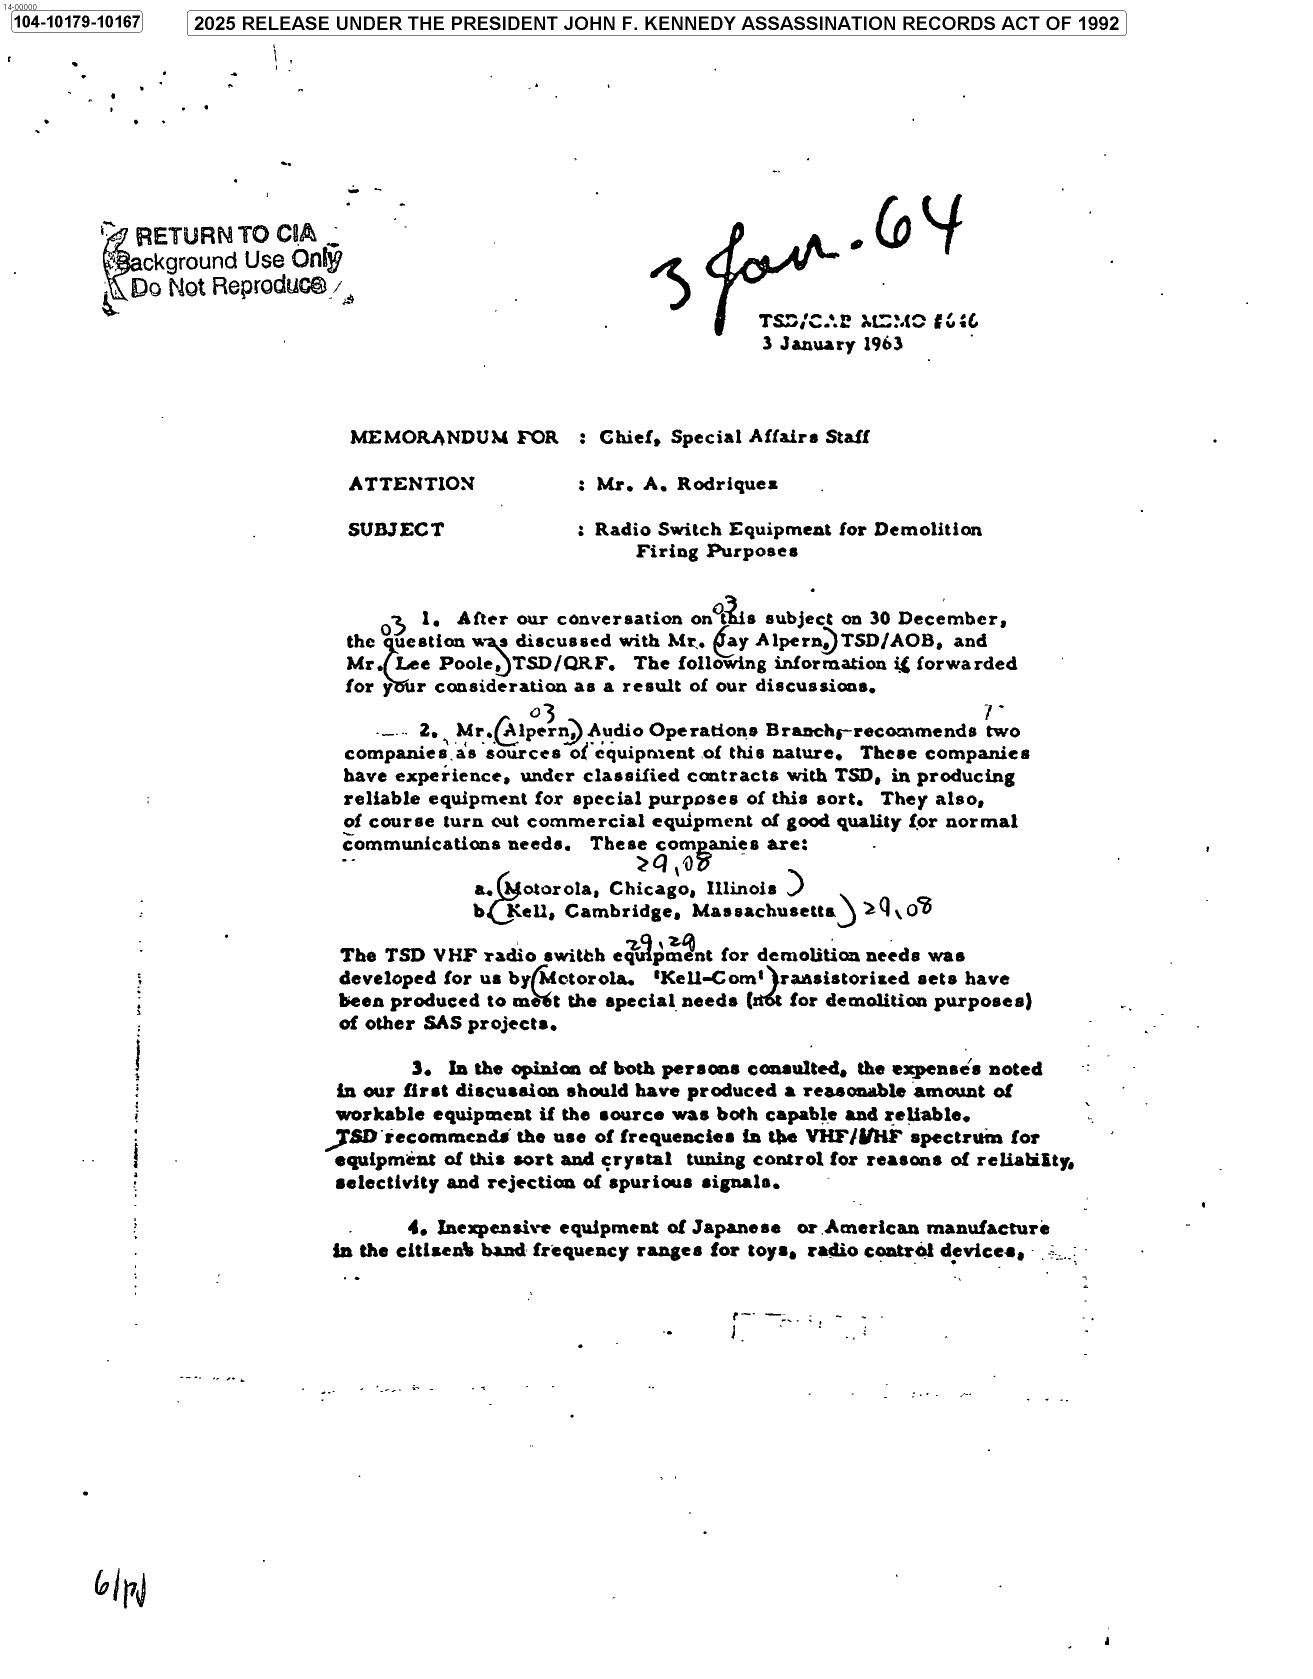 14-00000
104-10179-10167
2025 RELEASE UNDER THE PRESIDENT JOHN F. KENNEDY ASSASSINATION RECORDS ACT OF 1992
RETURN TO CIA
Background Use Only
Do Not Reproduce
3 Jan. 64
TSD/CAB MEMO
3 January 1963
MEMORANDUM FOR : Chief, Special Affairs Staff
ATTENTION : Mr. A. Rodriquez
SUBJECT : Radio Switch Equipment for Demolition
Firing Purposes
03
03 1. After our conversation on this subject on 30 December,
the question was discussed with Mr. (Jay Alpern,) TSD/AOB, and
Mr. (Lee Poole,) TSD/QRF. The following information is forwarded
for your consideration as a result of our discussions.
03
2. Mr. (Alpern,) Audio Operations Branch, recommends two
companies as sources of equipment of this nature. These companies
have experience, under classified contracts with TSD, in producing
reliable equipment for special purposes of this sort. They also,
of course turn out commercial equipment of good quality for normal
communications needs. These companies are:
29,08
a. (Motorola, Chicago, Illinois )
b. (Kell, Cambridge, Massachusetts ) 29,08
29,29
The TSD VHF radio switbh equipment for demolition needs was
developed for us by (Motorola. 'Kell-Com' )transistorized sets have
been produced to meet the special needs (not for demolition purposes)
of other SAS projects.
3. In the opinion of both persons consulted, the expenses noted
in our first discussion should have produced a reasonable amount of
workable equipment if the source was both capable and reliable.
TSD recommends the use of frequencies in the VHF/UHF spectrum for
equipment of this sort and crystal tuning control for reasons of reliability,
selectivity and rejection of spurious signals.
4. Inexpensive equipment of Japanese or American manufacture
in the citizen's band frequency ranges for toys, radio control devices,
6/pd